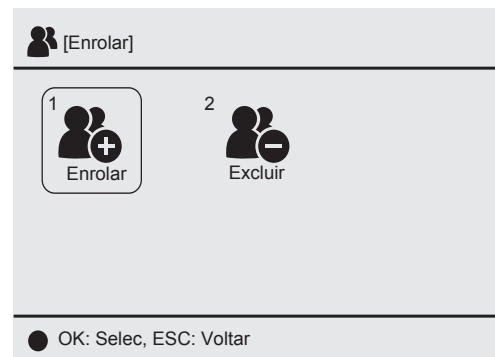 [Enrolar]
1
2
Enrolar
Excluir
OK: Selec, ESC: Voltar